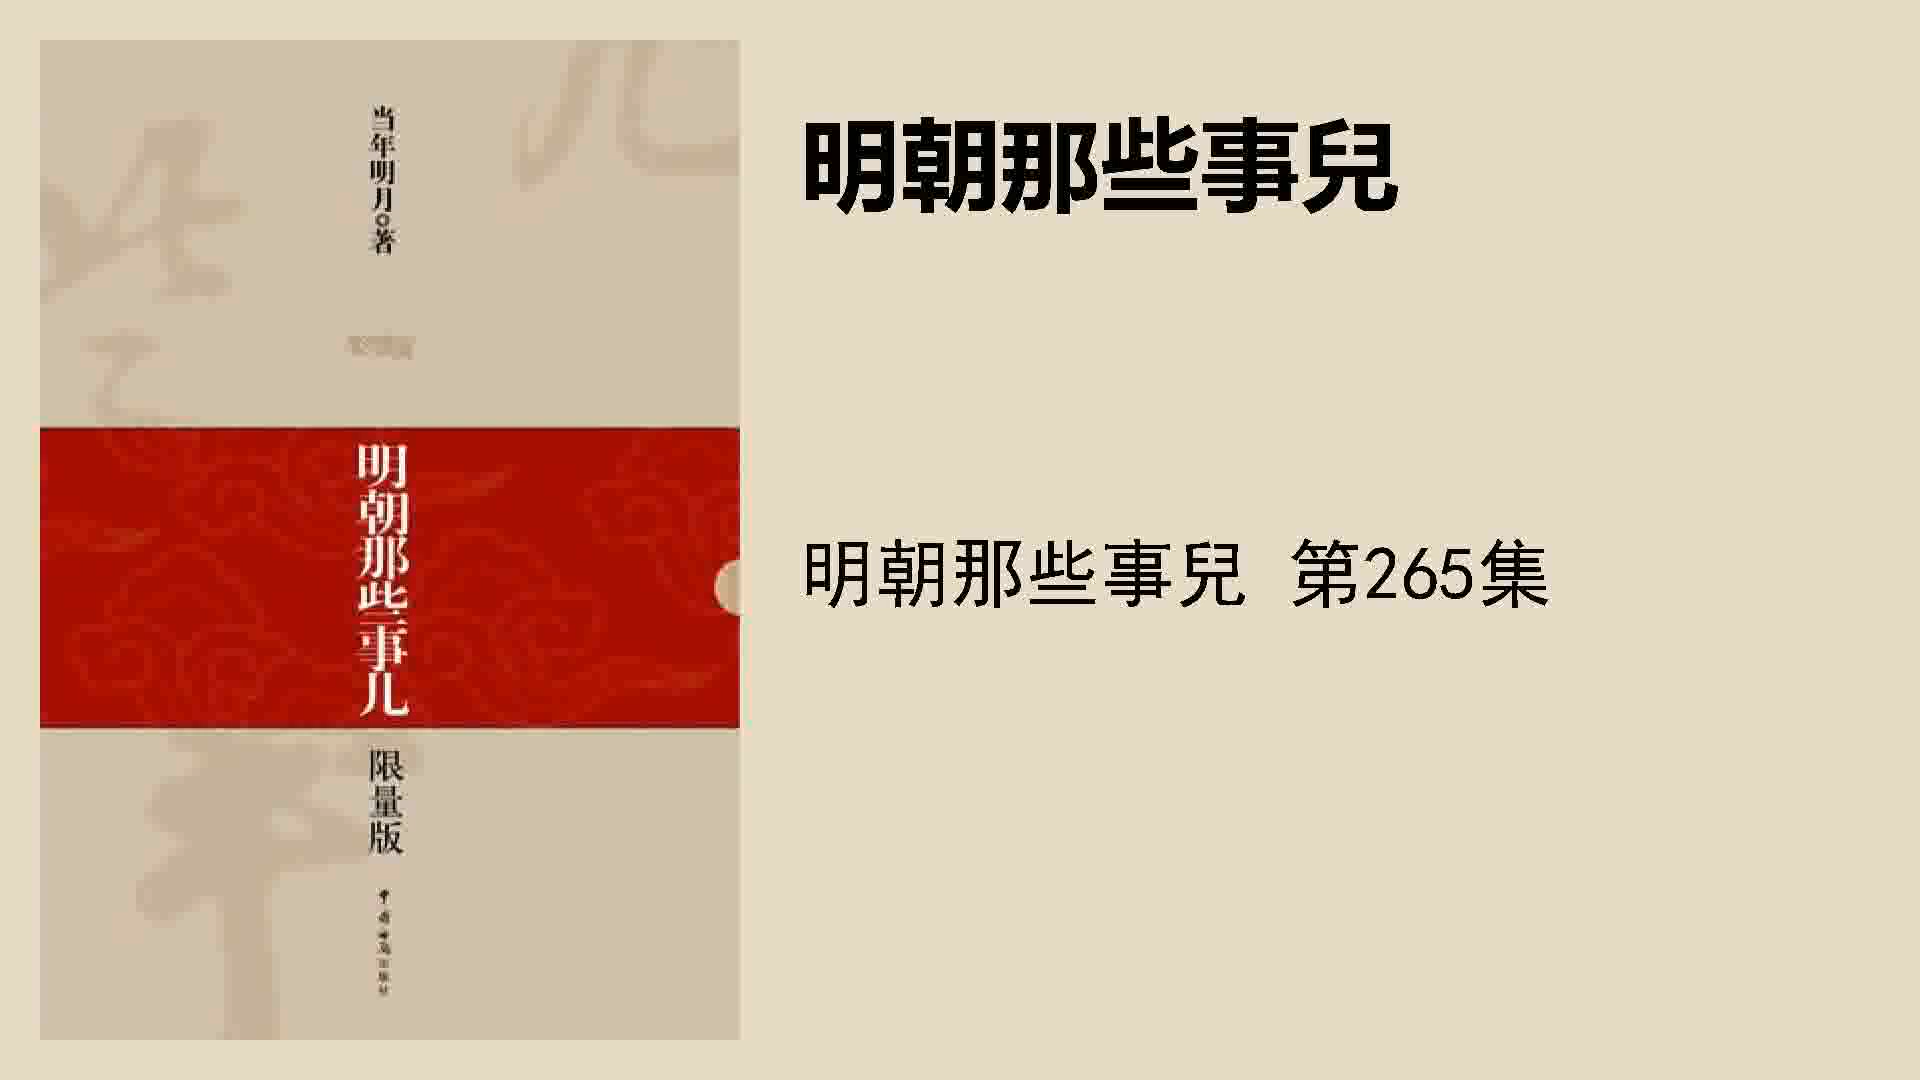 当年明月◎著
明朝那些事儿
限量版
明朝那些事兒
明朝那些事兒 第265集